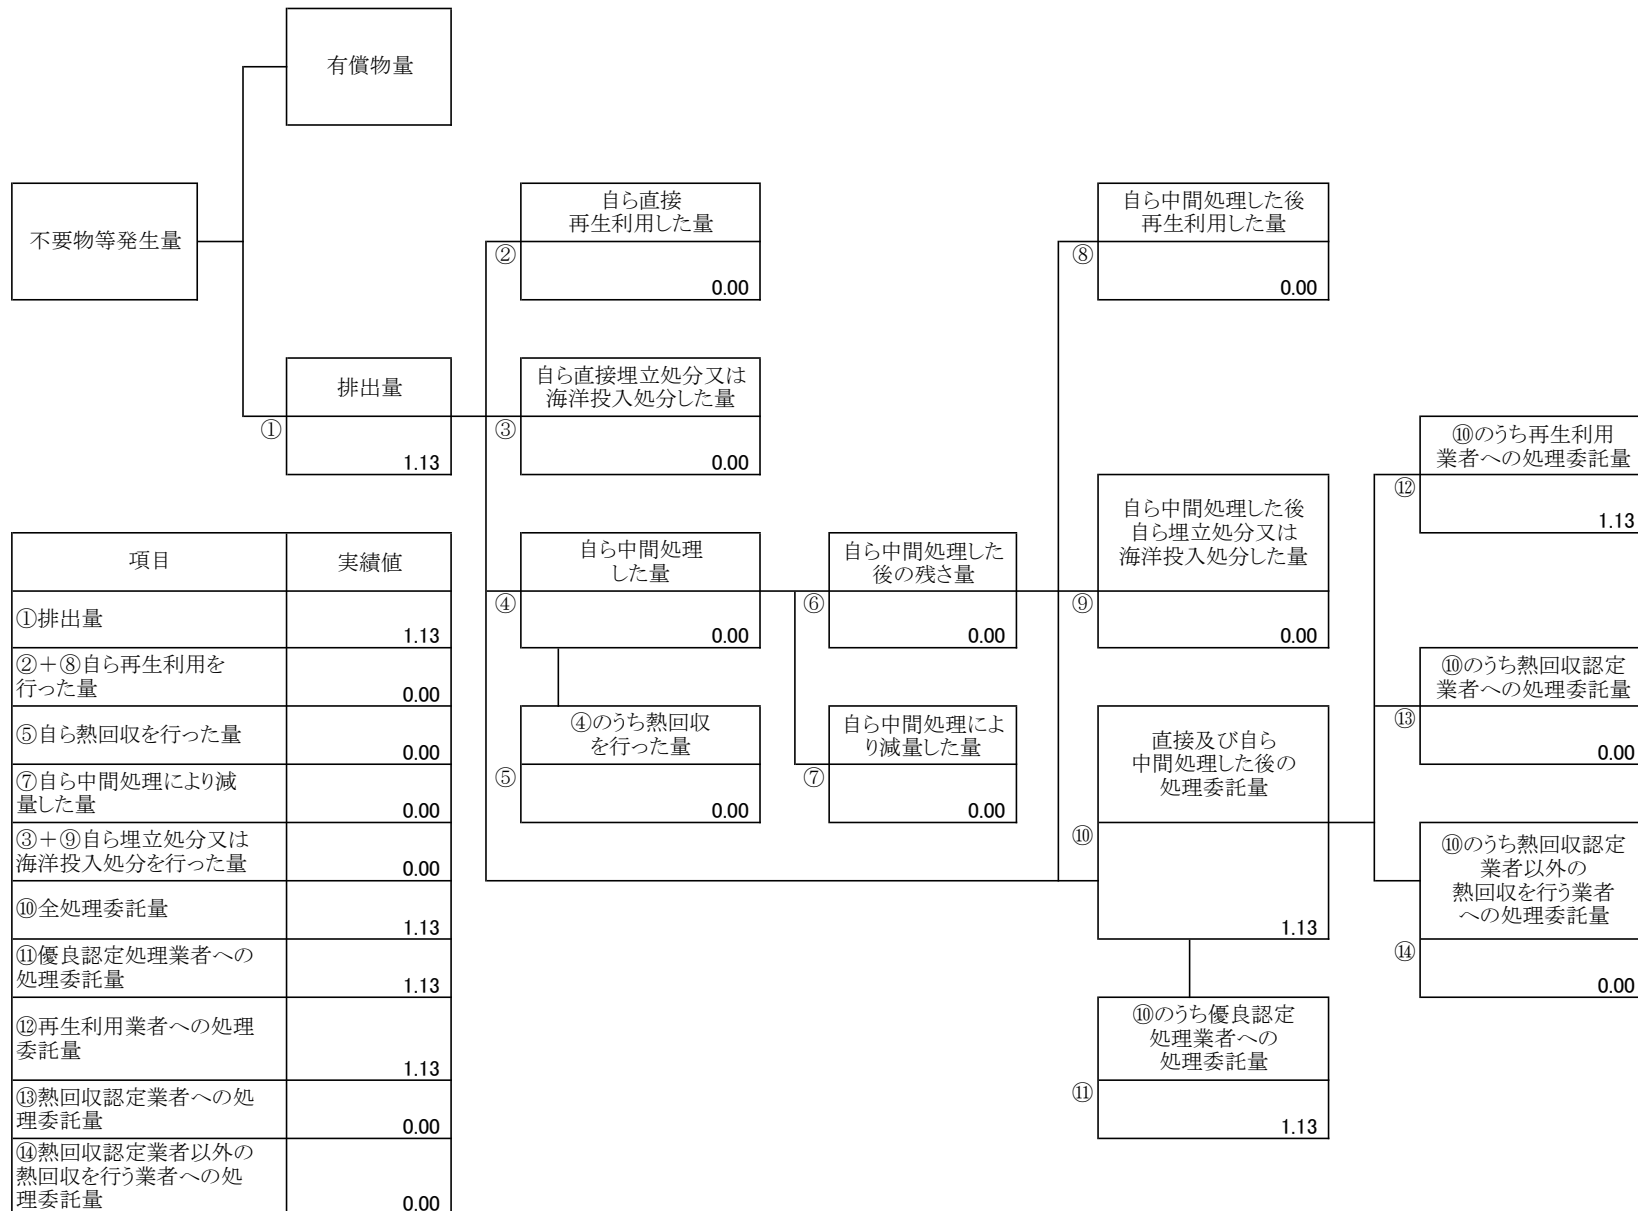 有償物量
不要物等発生量
排出量
①
1.13
自ら直接
再生利用した量
②
0.00
自ら直接埋立処分又は
海洋投入処分した量
③
0.00
自ら中間処理
した量
④
0.00
④のうち熱回収
を行った量
⑤
0.00
自ら中間処理した
後の残さ量
⑥
0.00
自ら中間処理によ
り減量した量
⑦
0.00
自ら中間処理した後
再生利用した量
⑧
0.00
自ら中間処理した後
自ら埋立処分又は
海洋投入処分した量
⑨
0.00
直接及び自ら
中間処理した後の
処理委託量
⑩
1.13
⑩のうち優良認定
処理業者への
処理委託量
⑪
1.13
⑩のうち再生利用
業者への処理委託量
⑫
1.13
⑩のうち熱回収認定
業者への処理委託量
⑬
0.00
⑩のうち熱回収認定
業者以外の
熱回収を行う業者
への処理委託量
⑭
0.00
項目 実績値
①排出量
1.13
②＋⑧自ら再生利用を
行った量
0.00
⑤自ら熱回収を行った量
0.00
⑦自ら中間処理により減
量した量
0.00
③＋⑨自ら埋立処分又は
海洋投入処分を行った量
0.00
⑩全処理委託量
1.13
⑪優良認定処理業者への
処理委託量
1.13
⑫再生利用業者への処理
委託量
1.13
⑬熱回収認定業者への処
理委託量
0.00
⑭熱回収認定業者以外の
熱回収を行う業者への処
理委託量
0.00